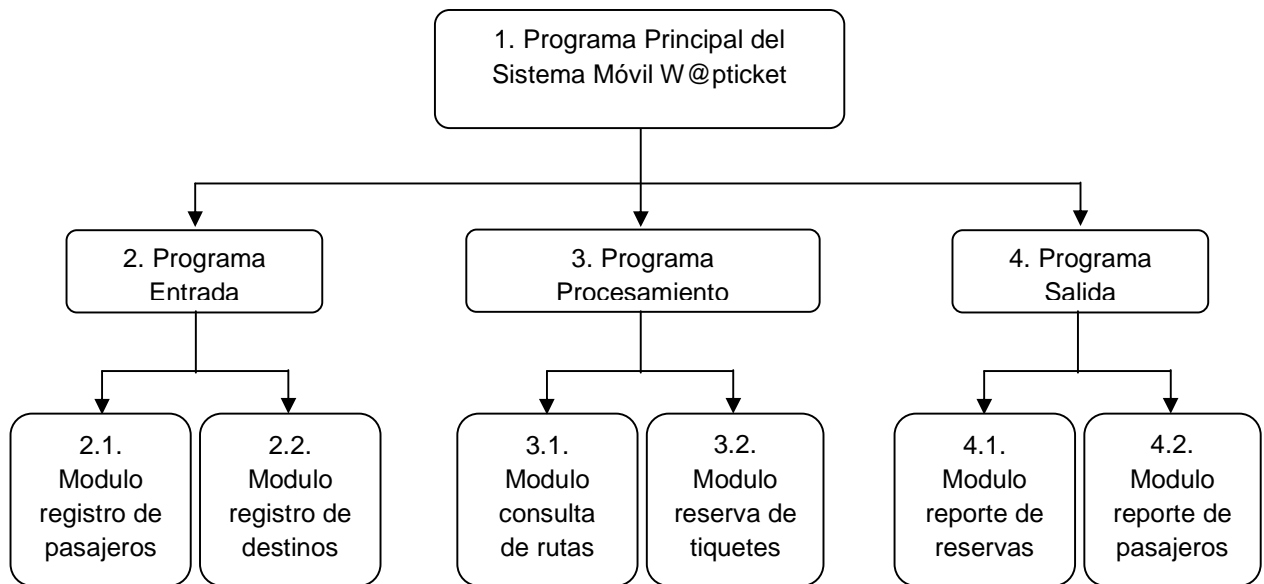 1. Programa Principal del
Sistema Móvil W@pticket
2. Programa
Entrada
3. Programa
Procesamiento
4. Programa
Salida
2.1.
Modulo
registro de
pasajeros
2.2.
Modulo
registro de
destinos
3.1.
Modulo
consulta
de rutas
3.2.
Modulo
reserva de
tiquetes
4.1.
Modulo
reporte de
reservas
4.2.
Modulo
reporte de
pasajeros